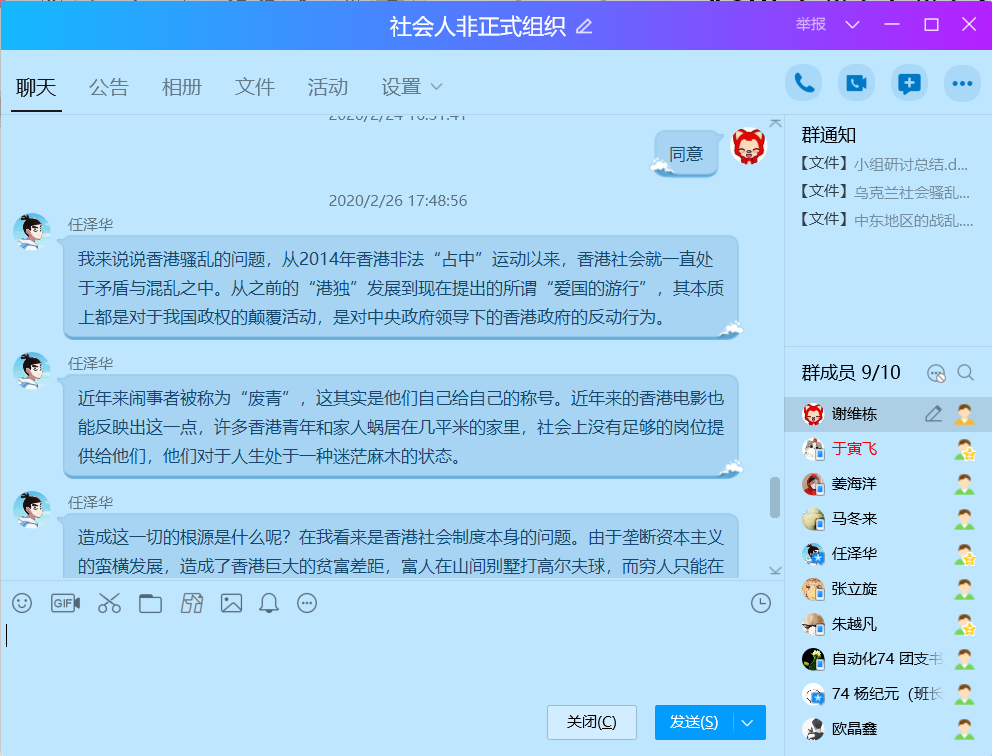 社会人非正式组织
举报
聊天 公告 相册 文件 活动 设置
2020/2/24 16:51:41
同意
2020/2/26 17:48:56
任泽华
我来说说香港骚乱的问题，从2014年香港非法“占中”运动以来，香港社会就一直处
于矛盾与混乱之中。从之前的“港独”发展到现在提出的所谓“爱国的游行”，其本质
上都是对于我国政权的颠覆活动，是对中央政府领导下的香港政府的反动行为。
任泽华
近年来闹事者被称为“废青”，这其实是他们自己给自己的称号。近年来的香港电影也
能反映出这一点，许多香港青年和家人蜗居在几平米的家里，社会上没有足够的岗位提
供给他们，他们对于人生处于一种迷茫麻木的状态。
任泽华
造成这一切的根源是什么呢？在我看来是香港社会制度本身的问题。由于垄断资本主义
的蛮横发展，造成了香港巨大的贫富差距，富人在山间别墅打高尔夫球，而穷人只能在
GIF
关闭(C)
发送(S)
群通知
【文件】小组研讨总结.d...
【文件】乌克兰社会骚乱...
【文件】中东地区的战乱....
群成员 9/10
谢维栋
于寅飞
姜海洋
马冬来
任泽华
张立旋
朱越凡
自动化74 团支书
74 杨纪元（班长
欧晶鑫